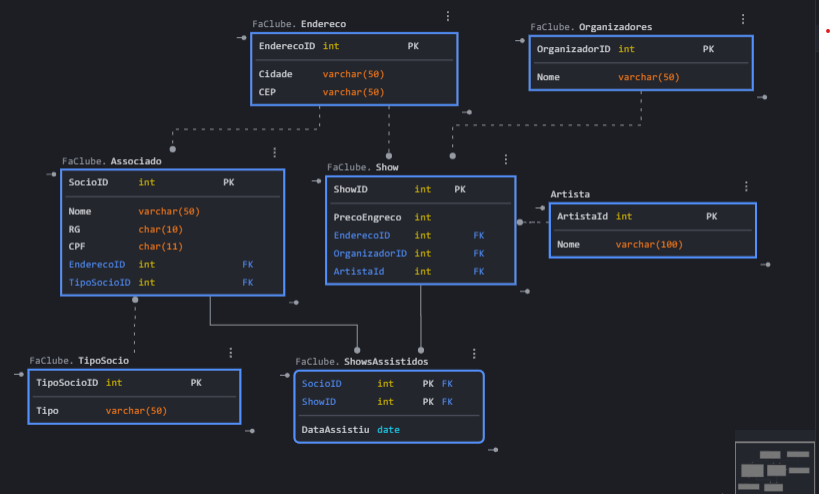 FaClube. Endereco
EnderecoID int PK
Cidade varchar(50)
CEP varchar(50)
FaClube. Organizadores
OrganizadorID int PK
Nome varchar(50)
FaClube. Associado
SocioID int PK
Nome varchar(50)
RG char(10)
CPF char(11)
EnderecoID int FK
TipoSocioID int FK
FaClube. Show
ShowID int PK
PrecoEngreco int
EnderecoID int FK
OrganizadorID int FK
ArtistaId int FK
Artista
ArtistaId int PK
Nome varchar(100)
FaClube. TipoSocio
TipoSocioID int PK
Tipo varchar(50)
FaClube. ShowsAssistidos
SocioID int PK FK
ShowID int PK FK
DataAssistiu date